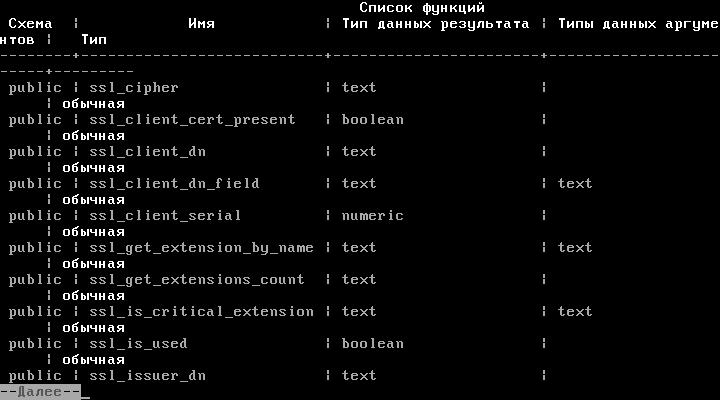 Список функций
Схема ¦ Имя ¦ Тип данных результата ¦ Типы данных аргуме
нтов ¦ Тип
--------+----------------------------+-----------------------+-------------------
-----+---------
public ¦ ssl_cipher ¦ text ¦
¦ обычная
public ¦ ssl_client_cert_present ¦ boolean ¦
¦ обычная
public ¦ ssl_client_dn ¦ text ¦
¦ обычная
public ¦ ssl_client_dn_field ¦ text ¦ text
¦ обычная
public ¦ ssl_client_serial ¦ numeric ¦
¦ обычная
public ¦ ssl_get_extension_by_name ¦ text ¦ text
¦ обычная
public ¦ ssl_get_extensions_count ¦ text ¦
¦ обычная
public ¦ ssl_is_critical_extension ¦ text ¦ text
¦ обычная
public ¦ ssl_is_used ¦ boolean ¦
¦ обычная
public ¦ ssl_issuer_dn ¦ text ¦
--Далее--